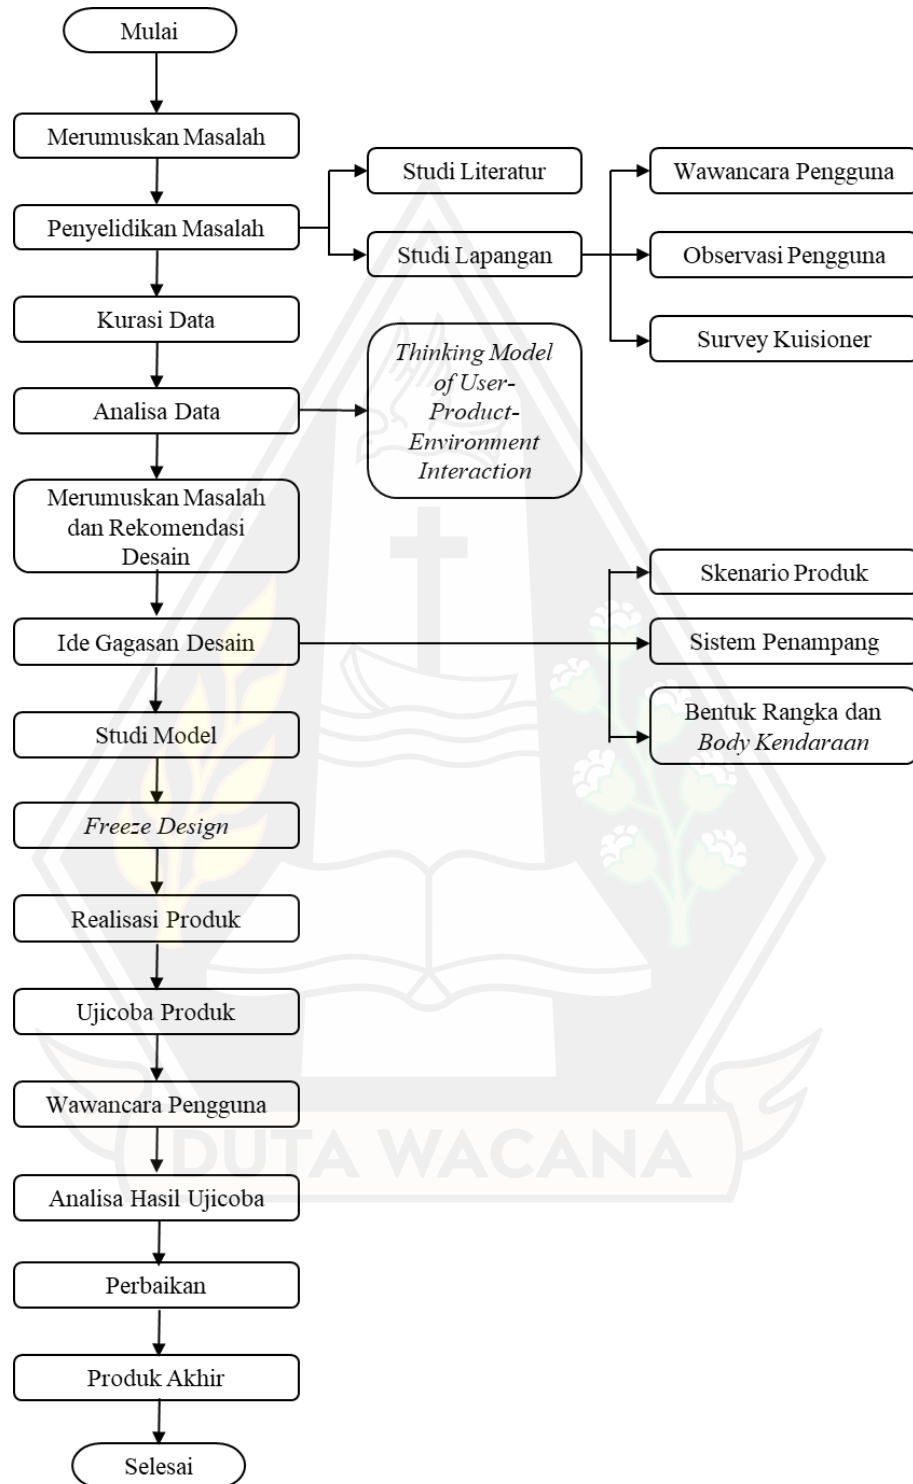 Mulai
Merumuskan Masalah
Penyelidikan Masalah
Studi Literatur
Studi Lapangan
Wawancara Pengguna
Observasi Pengguna
Survey Kuisioner
Kurasi Data
Analisa Data
Thinking Model
of User-
Product-
Environment
Interaction
Merumuskan Masalah
dan Rekomendasi
Desain
Ide Gagasan Desain
Skenario Produk
Sistem Penampang
Bentuk Rangka dan
Body Kendaraan
Studi Model
Freeze Design
Realisasi Produk
Ujicoba Produk
Wawancara Pengguna
DUTA WACANA
Analisa Hasil Ujicoba
Perbaikan
Produk Akhir
Selesai